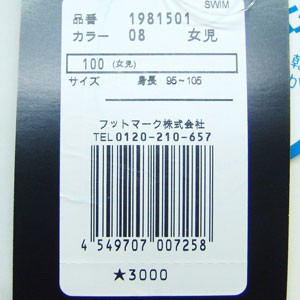 SWIM
品番 1981501
カラー 08 女児
100 (女児)
サイズ 身長 95~105
フットマーク株式会社
TEL0120-210-657
4 549707 007258
★3000